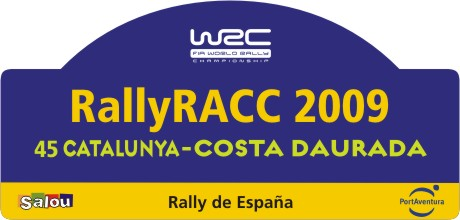 WRC
FIA WORLD RALLY
CHAMPIONSHIP
RallyRACC 2009
45 CATALUNYA-COSTA DAURADA
Salou
Rally de España
PortAventura